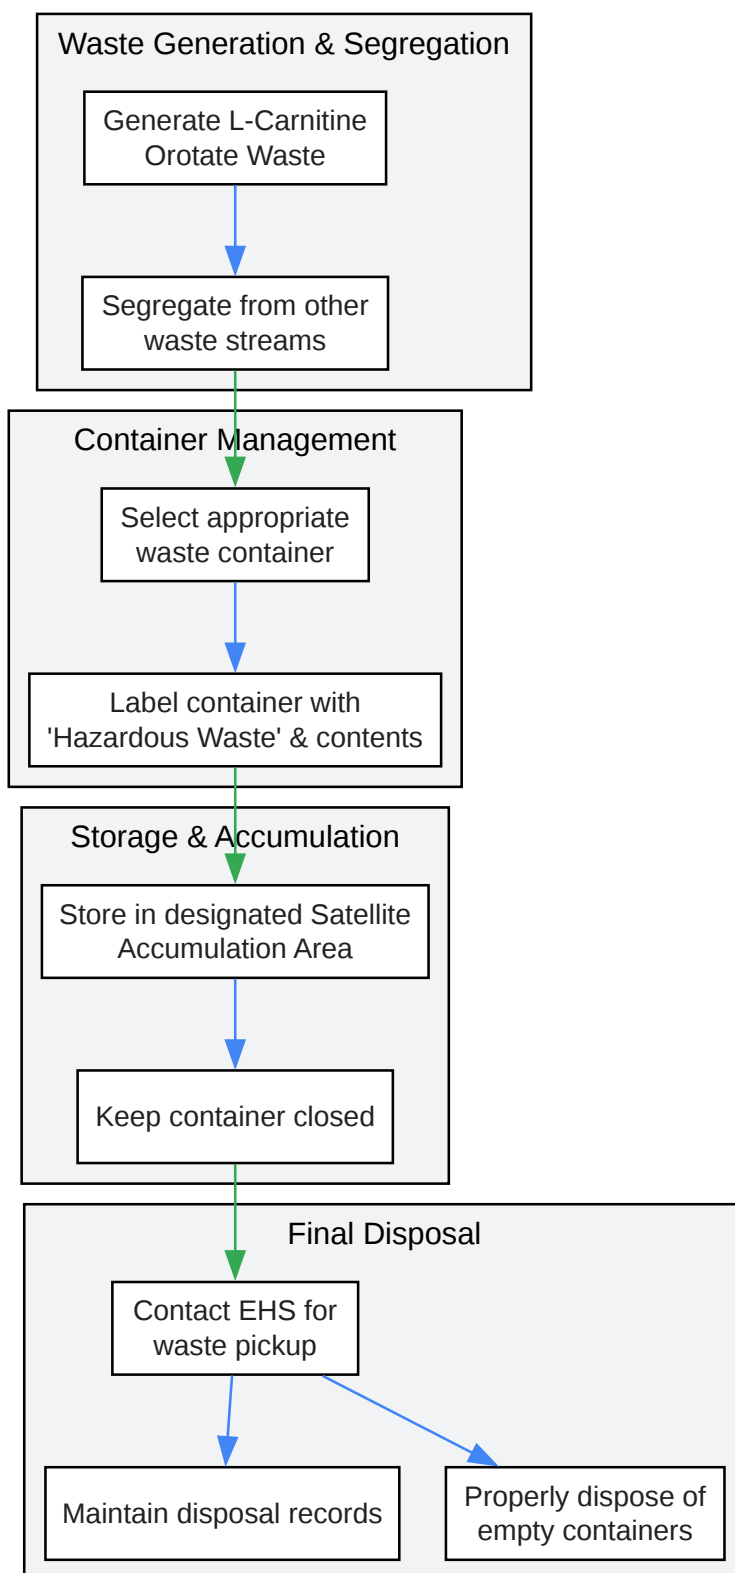 Waste Generation & Segregation
Generate L-Carnitine
Orotate Waste
Segregate from other
waste streams
Container Management
Select appropriate
waste container
Label container with
'Hazardous Waste' & contents
Storage & Accumulation
Store in designated Satellite
Accumulation Area
Keep container closed
Final Disposal
Contact EHS for
waste pickup
Maintain disposal records
Properly dispose of
empty containers